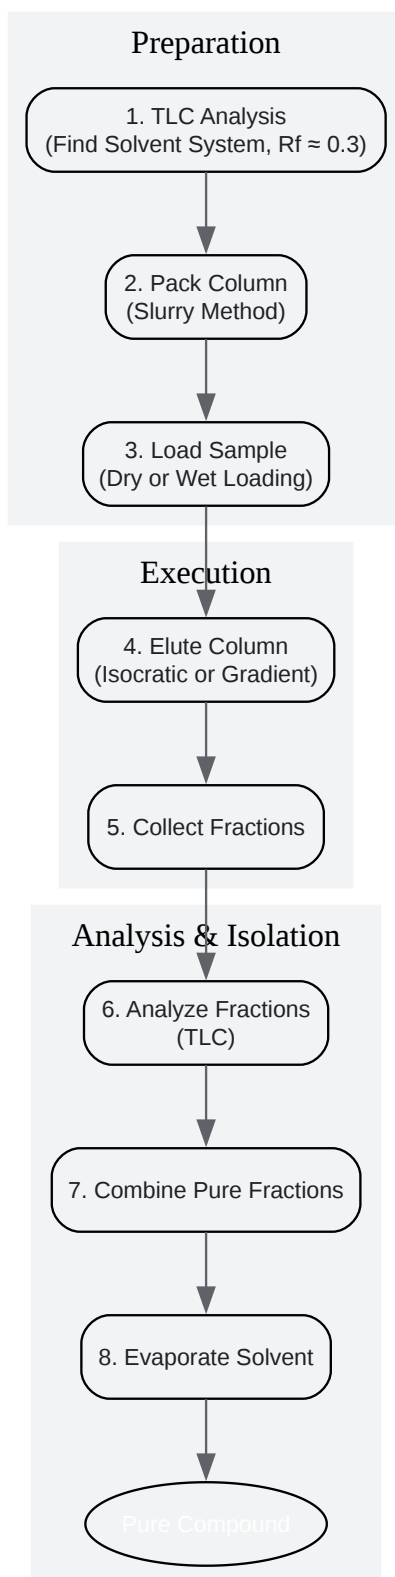 Preparation
1. TLC Analysis
(Find Solvent System, Rf ≈ 0.3)
2. Pack Column
(Slurry Method)
3. Load Sample
(Dry or Wet Loading)
Execution
4. Elute Column
(Isocratic or Gradient)
5. Collect Fractions
Analysis & Isolation
6. Analyze Fractions
(TLC)
7. Combine Pure Fractions
8. Evaporate Solvent
Pure Compound